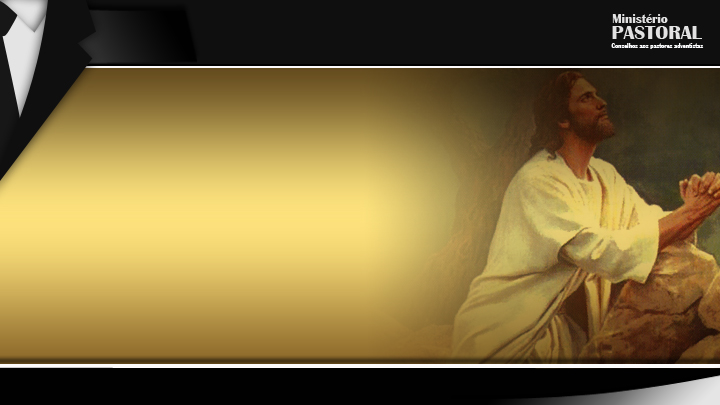 Ministério
PASTORAL
Conselhos aos pastores adventistas